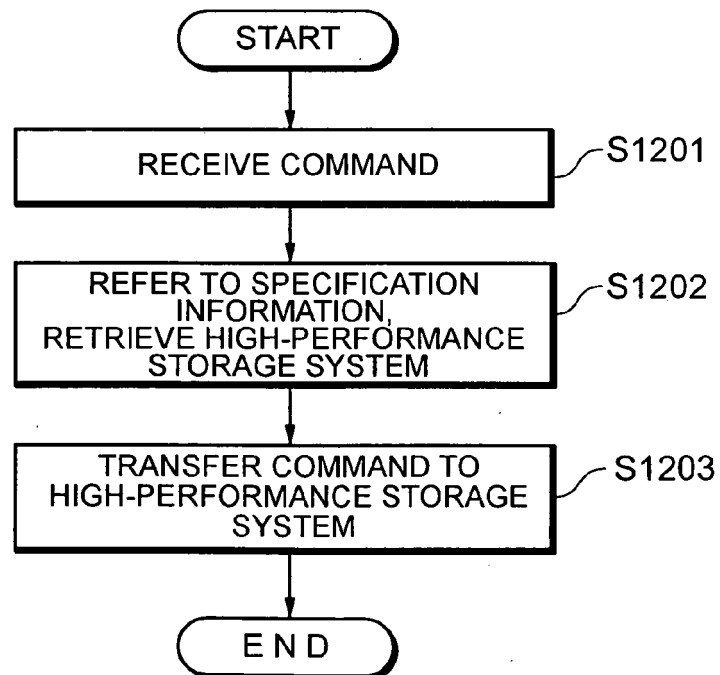 START
RECEIVE COMMAND
S1201
REFER TO SPECIFICATION
INFORMATION,
RETRIEVE HIGH-PERFORMANCE
STORAGE SYSTEM
S1202
TRANSFER COMMAND TO
HIGH-PERFORMANCE STORAGE
SYSTEM
S1203
E N D